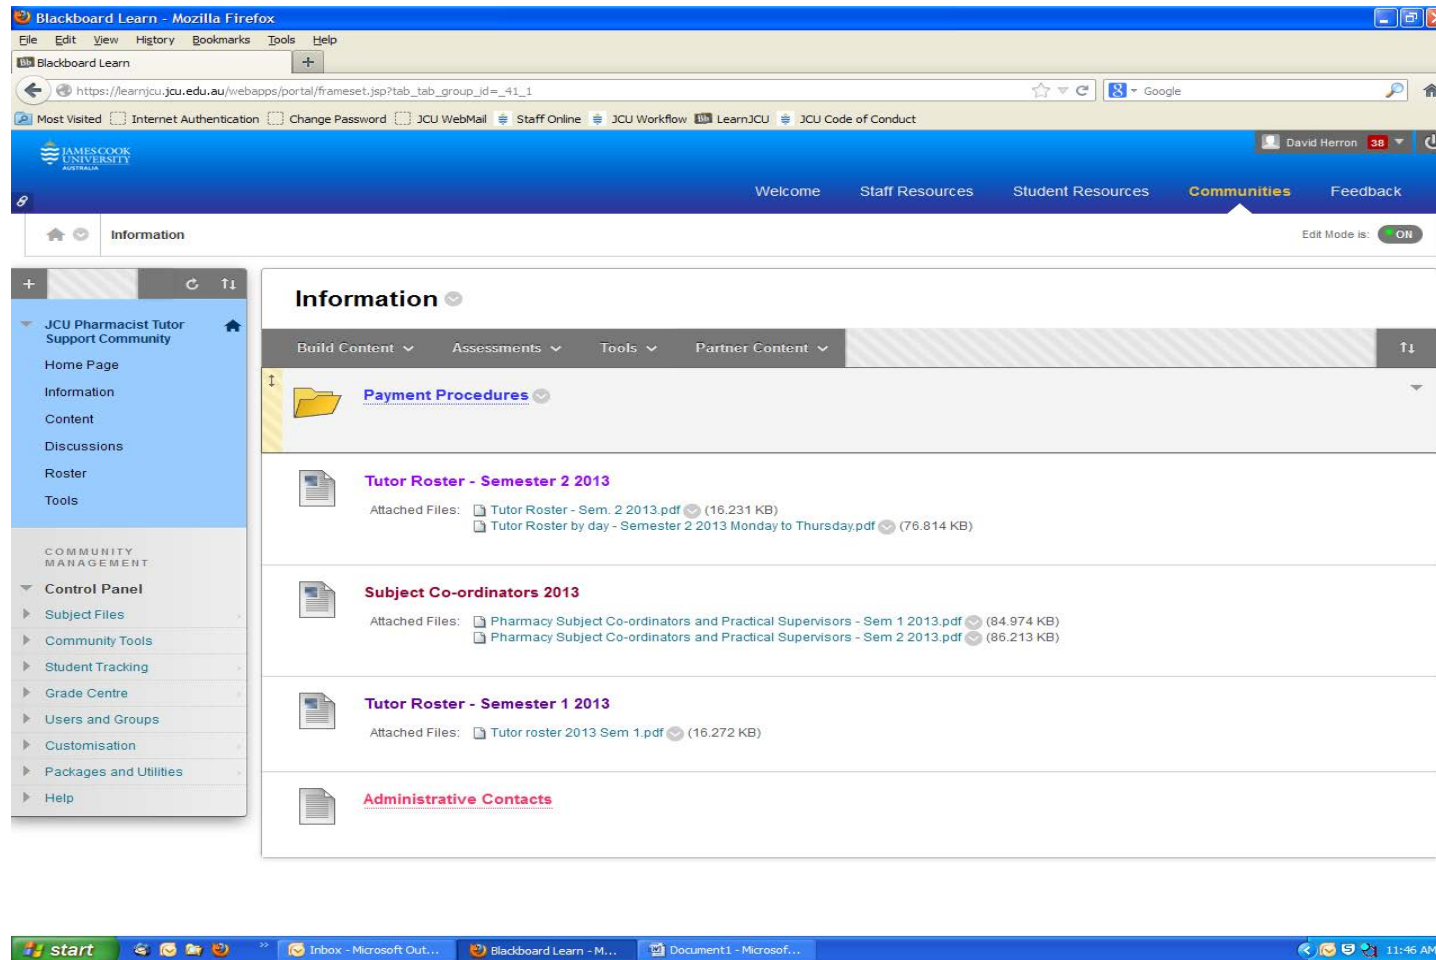 Blackboard Learn - Mozilla Firefox
File Edit View History Bookmarks Tools Help
Bb Blackboard Learn +
https://learnjcu.jcu.edu.au/webapps/portal/frameset.jsp?tab_tab_group_id=_41_1 Google
Most Visited Internet Authentication Change Password JCU WebMail Staff Online JCU Workflow Bb LearnJCU JCU Code of Conduct
JAMES COOK
UNIVERSITY
AUSTRALIA
David Herron 38
Welcome Staff Resources Student Resources Communities Feedback
Information
Edit Mode is: ON
JCU Pharmacist Tutor
Support Community
Home Page
Information
Content
Discussions
Roster
Tools
COMMUNITY
MANAGEMENT
Control Panel
Subject Files
Community Tools
Student Tracking
Grade Centre
Users and Groups
Customisation
Packages and Utilities
Help
Information
Build Content Assessments Tools Partner Content
Payment Procedures
Tutor Roster - Semester 2 2013
Attached Files: Tutor Roster - Sem. 2 2013.pdf (16.231 KB)
Tutor Roster by day - Semester 2 2013 Monday to Thursday.pdf (76.814 KB)
Subject Co-ordinators 2013
Attached Files: Pharmacy Subject Co-ordinators and Practical Supervisors - Sem 1 2013.pdf (84.974 KB)
Pharmacy Subject Co-ordinators and Practical Supervisors - Sem 2 2013.pdf (86.213 KB)
Tutor Roster - Semester 1 2013
Attached Files: Tutor roster 2013 Sem 1.pdf (16.272 KB)
Administrative Contacts
start Inbox - Microsoft Out... Blackboard Learn - M... Document1 - Microsof... 11:46 AM